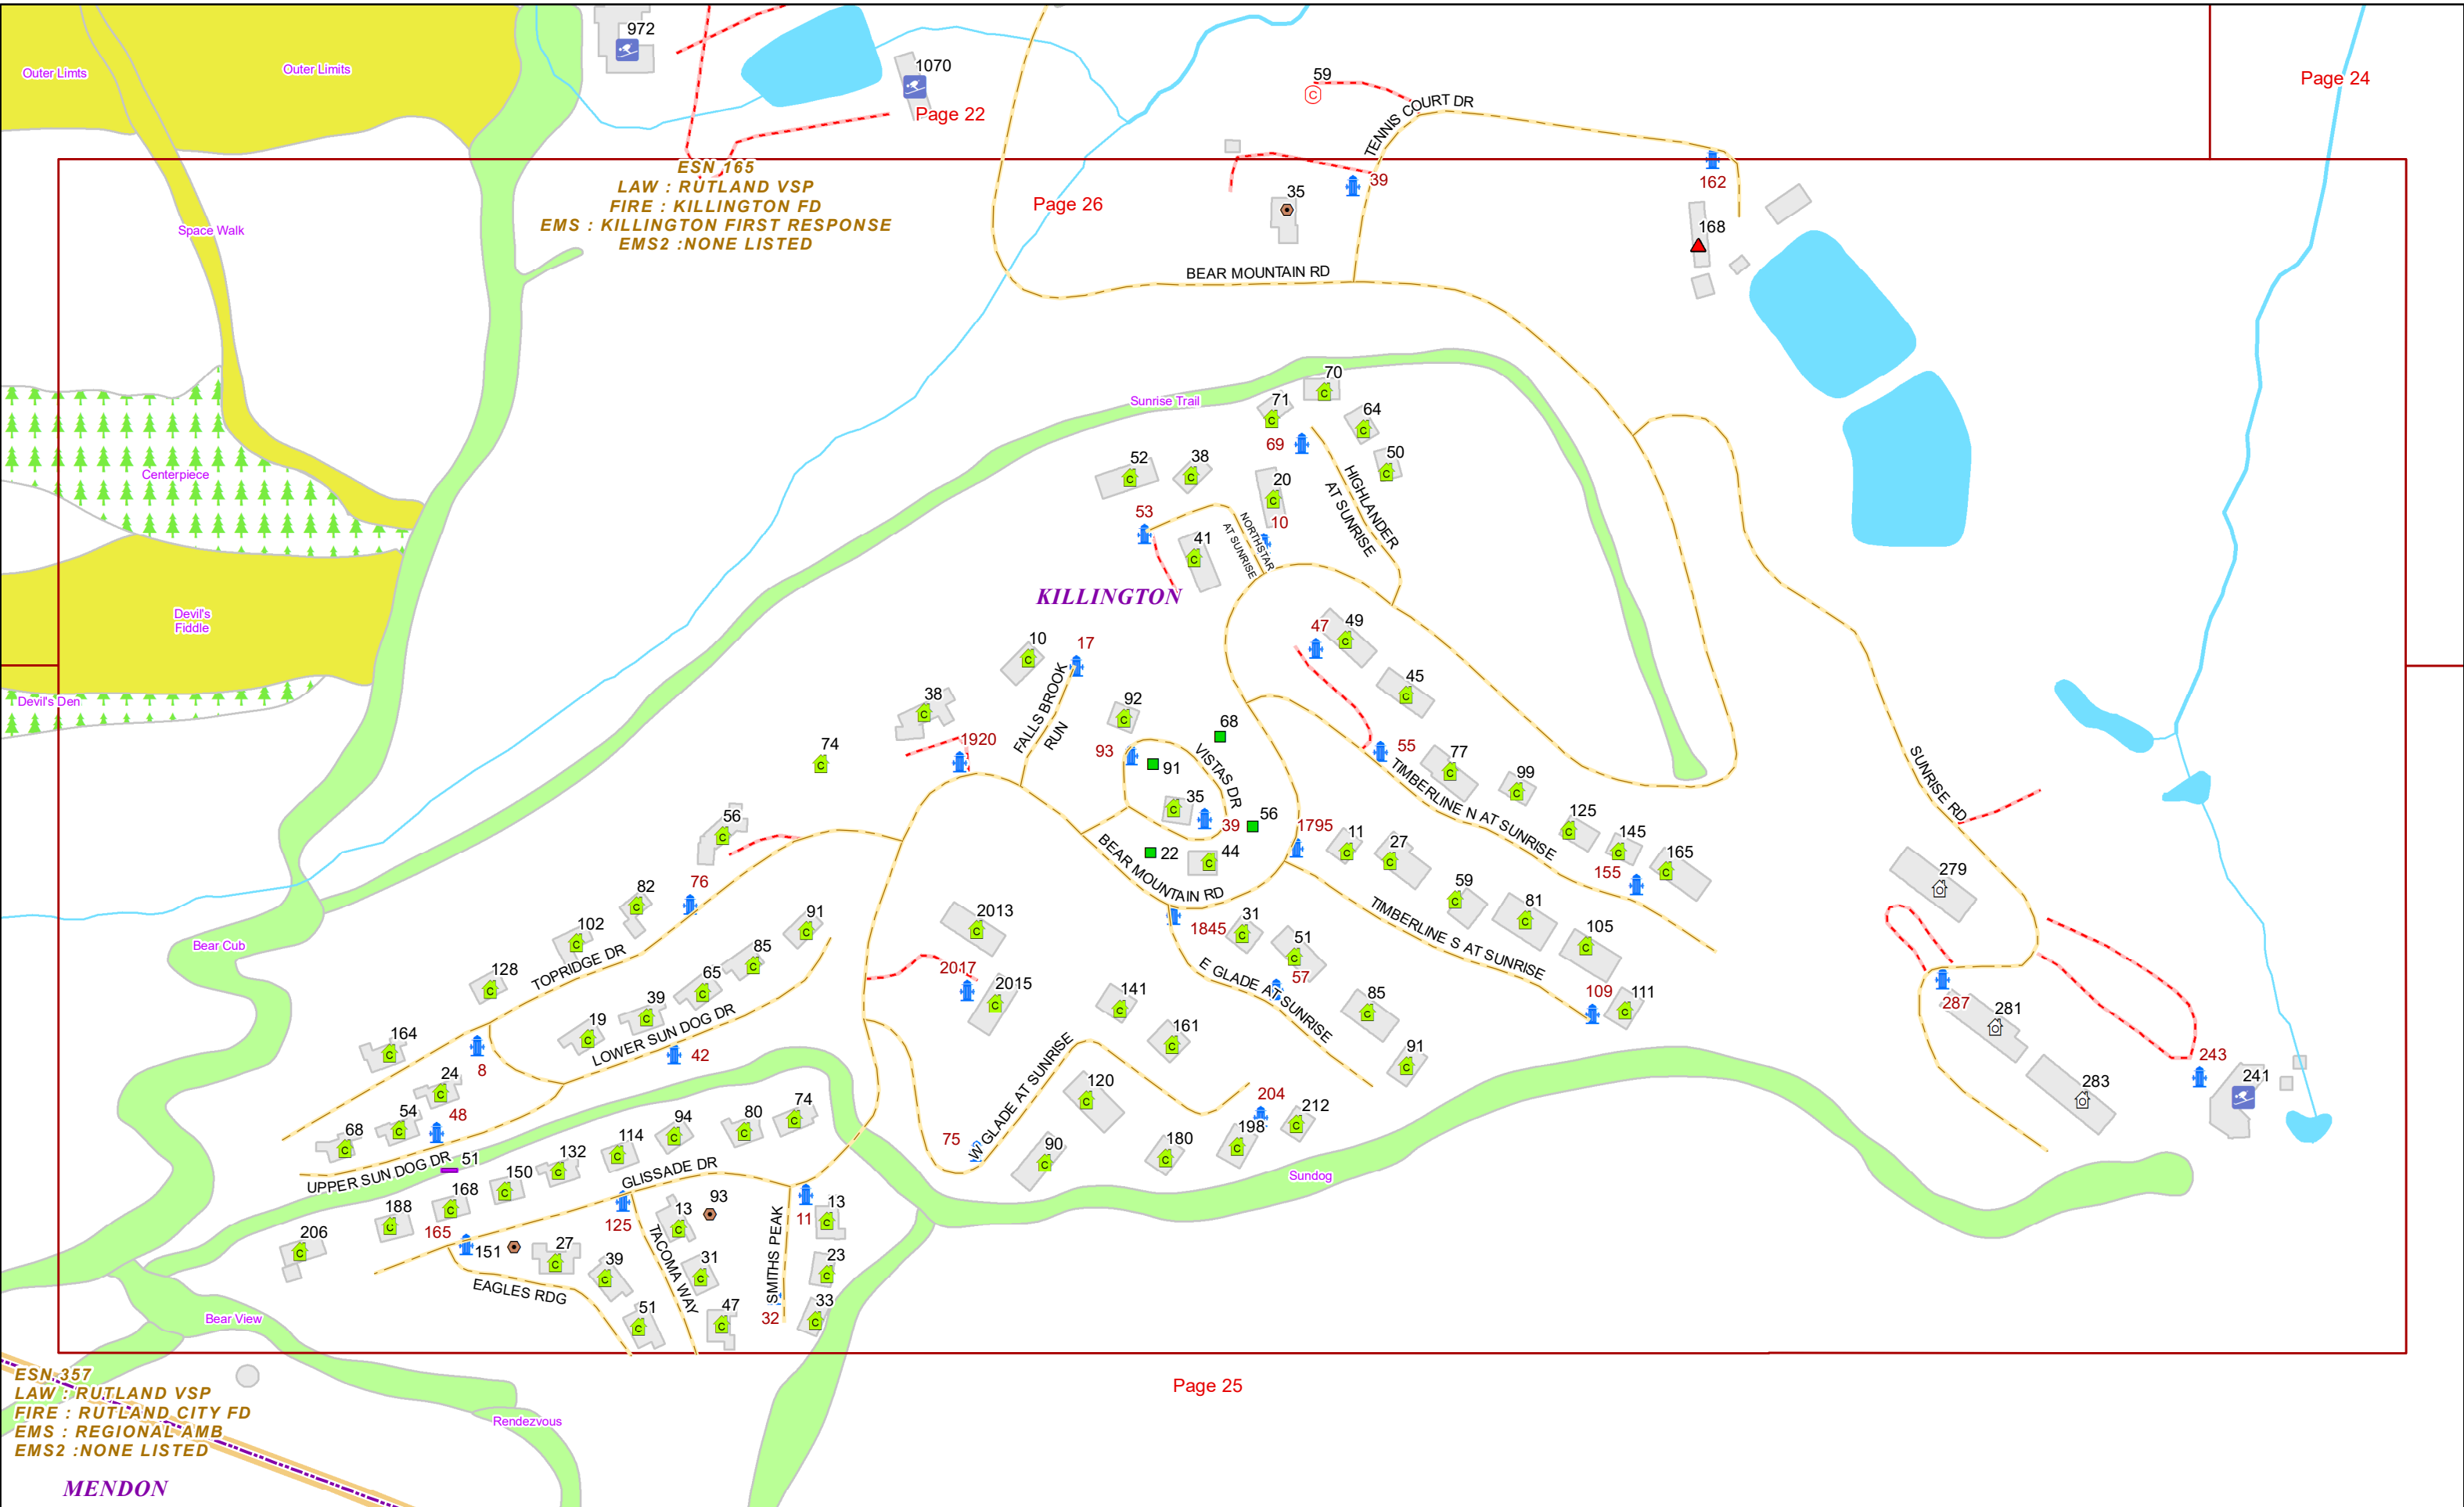 972
1070
Page 22
59
TENNIS COURT DR
Page 24
Outer Limts
Outer Limits
ESN 165
LAW : RUTLAND VSP
FIRE : KILLINGTON FD
EMS : KILLINGTON FIRST RESPONSE
EMS2 :NONE LISTED
Page 26
35
39
162
168
Space Walk
BEAR MOUNTAIN RD
Sunrise Trail
70
71
64
69
50
52
38
20
10
53
41
HIGHLANDER
AT SUNRISE
NORTHSTAR
AT SUNRISE
Centerpiece
KILLINGTON
Devil's
Fiddle
Devil's Den
10
17
FALLS BROOK
RUN
38
1920
74
92
93
68
91
VISTAS DR
35
39
56
22
44
47
49
45
55
77
99
TIMBERLINE N AT SUNRISE
125
145
155
165
1795
11
27
59
81
105
TIMBERLINE S AT SUNRISE
109
111
SUNRISE RD
279
287
281
283
243
241
56
76
82
102
128
TOPRIDGE DR
91
85
65
39
19
LOWER SUN DOG DR
42
Bear Cub
164
8
24
48
54
68
UPPER SUN DOG DR
51
BEAR MOUNTAIN RD
1845
31
51
57
E GLADE AT SUNRISE
85
91
2013
2017
2015
141
161
W GLADE AT SUNRISE
120
75
90
180
204
198
212
Sundog
74
80
94
114
132
150
168
188
206
GLISSADE DR
165
151
125
13
93
11
13
27
39
31
23
51
47
32
33
TACOMA WAY
SMITHS PEAK
EAGLES RDG
Bear View
Rendezvous
Page 25
ESN 357
LAW : RUTLAND VSP
FIRE : RUTLAND CITY FD
EMS : REGIONAL AMB
EMS2 :NONE LISTED
MENDON